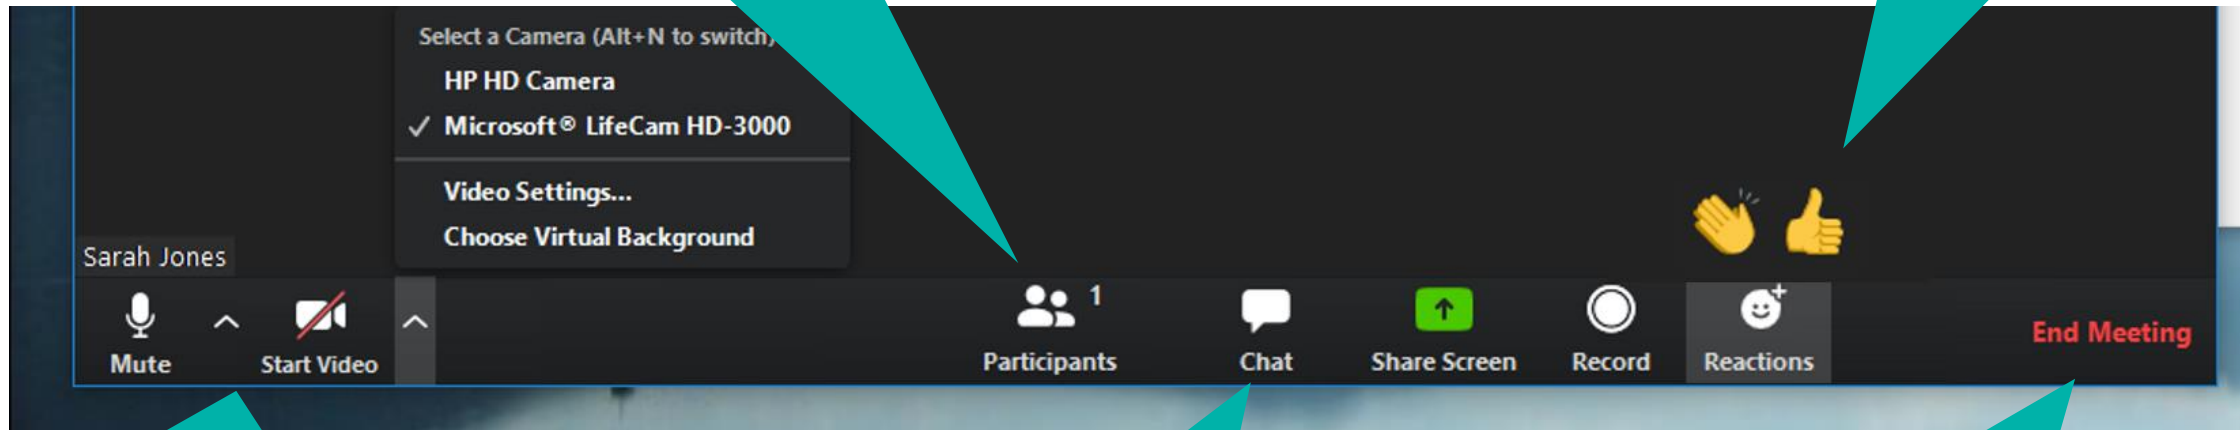 Select a Camera (Alt+N to switch)
HP HD Camera
✓ Microsoft® LifeCam HD-3000
Video Settings...
Choose Virtual Background
Sarah Jones
1
Mute
Start Video
Participants
Chat
Share Screen
Record
Reactions
End Meeting